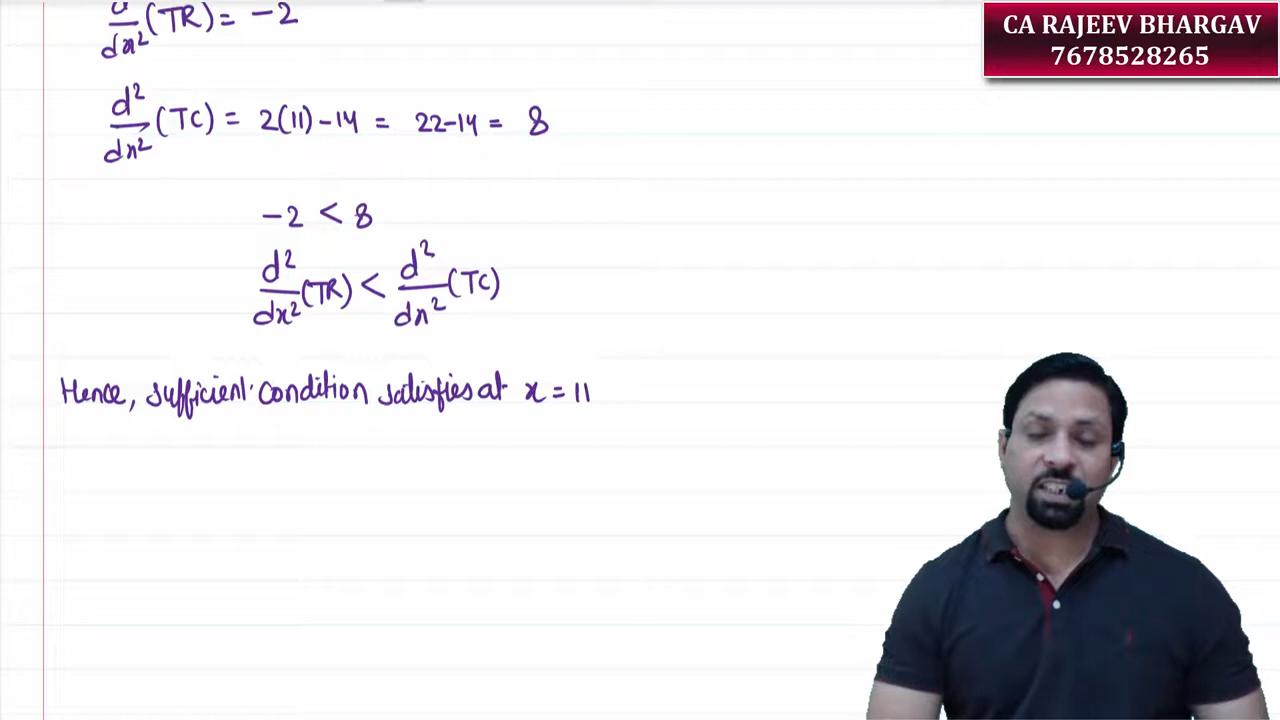 d/dx² (TR) = -2
d²/dx² (TC) = 2(11)-14 = 22-14 = 8
-2 < 8
d²/dx² (TR) < d²/dx² (TC)
Hence, sufficient condition satisfies at x = 11
CA RAJEEV BHARGAV
7678528265